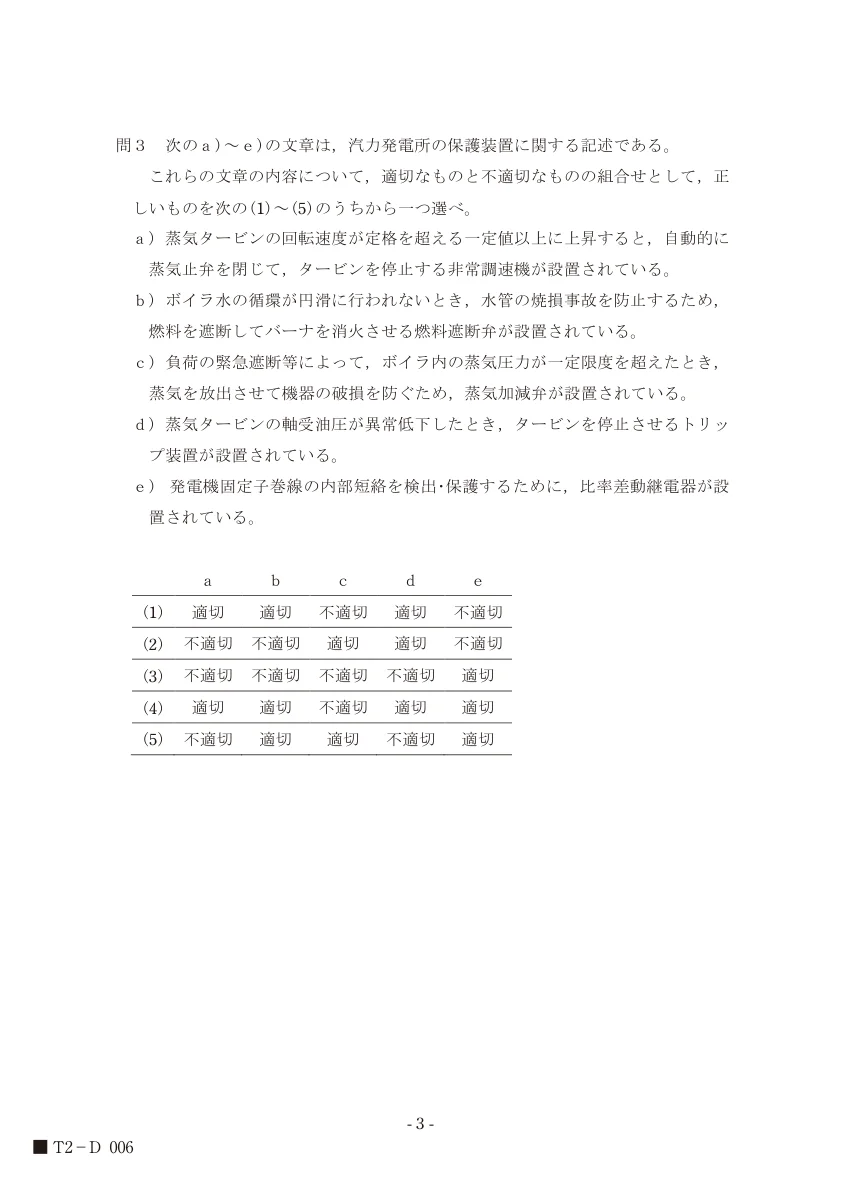 問３　次のａ)～ｅ)の文章は，汽力発電所の保護装置に関する記述である。
これらの文章の内容について，適切なものと不適切なものの組合せとして，正
しいものを次の(1)～(5)のうちから一つ選べ。
ａ）蒸気タービンの回転速度が定格を超える一定値以上に上昇すると，自動的に
蒸気止弁を閉じて，タービンを停止する非常調速機が設置されている。
ｂ）ボイラ水の循環が円滑に行われないとき，水管の焼損事故を防止するため，
燃料を遮断してバーナを消火させる燃料遮断弁が設置されている。
ｃ）負荷の緊急遮断等によって，ボイラ内の蒸気圧力が一定限度を超えたとき，
蒸気を放出させて機器の破損を防ぐため，蒸気加減弁が設置されている。
ｄ）蒸気タービンの軸受油圧が異常低下したとき，タービンを停止させるトリッ
プ装置が設置されている。
ｅ） 発電機固定子巻線の内部短絡を検出・保護するために，比率差動継電器が設
置されている。
a b c d e
(1) 適切 適切 不適切 適切 不適切
(2) 不適切 不適切 適切 適切 不適切
(3) 不適切 不適切 不適切 不適切 適切
(4) 適切 適切 不適切 適切 適切
(5) 不適切 適切 適切 不適切 適切
- 3 -
■ T2－D 006